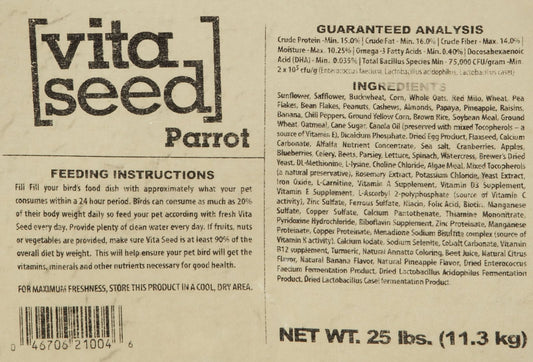 [vita
seed]
Parrot
FEEDING INSTRUCTIONS
Fill Fill your bird's food dish with approximately what your pet
consumes within a 24 hour period. Birds can consume as much as 20%
of their body weight daily so feed your pet according with fresh Vita
Seed every day. Provide plenty of clean water every day. If fruits, nuts
or vegetables are provided, make sure Vita Seed is at least 90% of the
overall diet by weight. This will help ensure your pet bird will get the
vitamins, minerals and other nutrients necessary for good health.
FOR MAXIMUM FRESHNESS, STORE THIS PRODUCT IN A COOL, DRY AREA.
0 46706 21004 6
GUARANTEED ANALYSIS
Crude Protein - Min. 15.0% | Crude Fat - Min. 16.0% | Crude Fiber - Max. 14.0% |
Moisture - Max. 10.25% | Omega-3 Fatty Acids - Min. 0.40% | Docosahexaenoic
Acid (DHA) - Min. 0.035% | Total Bacillus Species Min - 75,000 CFU/gram - Min
2 x 10⁵ cfu/g (Enterococcus faecium, Lactobacillus acidophilus, Lactobacillus casei)
INGREDIENTS
Sunflower, Safflower, Buckwheat, Corn, Whole Oats, Red Milo, Wheat, Pea
Flakes, Bean Flakes, Peanuts, Cashews, Almonds, Papaya, Pineapple, Raisins,
Banana, Chili Peppers, Ground Yellow Corn, Brown Rice, Soybean Meal, Ground
Wheat, Oatmeal, Cane Sugar, Canola Oil (preserved with mixed Tocopherols – a
source of Vitamin E), Dicalcium Phosphate, Dried Egg Product, Flaxseed, Calcium
Carbonate, Alfalfa Nutrient Concentrate, Sea salt, Cranberries, Apples,
Blueberries, Celery, Beets, Parsley, Lettuce, Spinach, Watercress, Brewer's Dried
Yeast, DL-Methionine, L-lysine, Choline Chloride, Algae Meal, Mixed Tocopherols
(a natural preservative), Rosemary Extract, Potassium Chloride, Yeast Extract,
Iron Oxide, L-Carnitine, Vitamin A Supplement, Vitamin D3 Supplement,
Vitamin E Supplement, L-Ascorbyl-2-polyphosphate (source of Vitamin C
activity), Zinc Sulfate, Ferrous Sulfate, Niacin, Folic Acid, Biotin, Manganese
Sulfate, Copper Sulfate, Calcium Pantothenate, Thiamine Mononitrate,
Pyridoxine Hydrochloride, Riboflavin Supplement, Zinc Proteinate, Manganese
Proteinate, Copper Proteinate, Menadione Sodium Bisulfite complex (source of
Vitamin K activity), Calcium Iodate, Sodium Selenite, Cobalt Carbonate, Vitamin
B12 supplement, Turmeric, Natural Annatto Coloring, Beet Juice, Natural Citrus
Flavor, Natural Banana Flavor, Natural Pineapple Flavor, Dried Enterococcus
Faecium Fermentation Product, Dried Lactobacillus Acidophilus Fermentation
Product, Dried Lactobacillus Casei fermentation Product.
NET WT. 25 lbs. (11.3 kg)